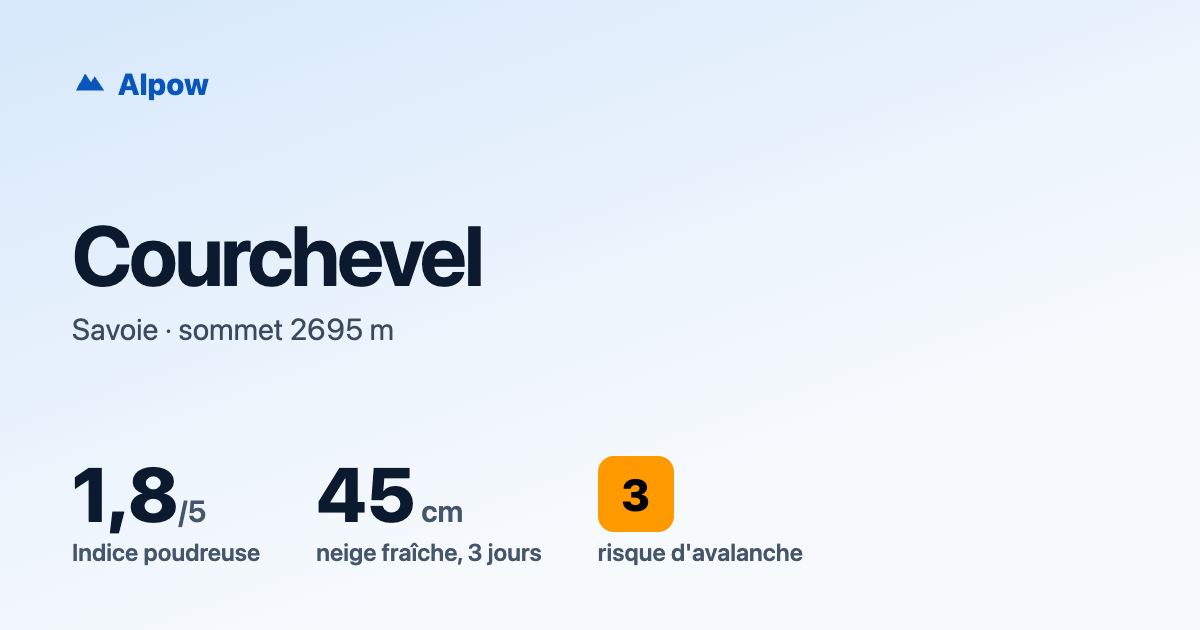 Alpow
Courchevel
Savoie · sommet 2695 m
1,8/5
Indice poudreuse
45 cm
neige fraîche, 3 jours
3
risque d'avalanche